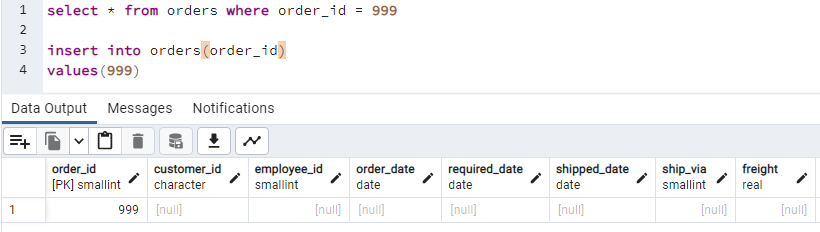 1 select * from orders where order_id = 999
2
3 insert into orders(order_id)
4 values(999)
Data Output Messages Notifications
order_id customer_id employee_id order_date required_date shipped_date ship_via freight
[PK] smallint character smallint date date date smallint real
1 999 [null] [null] [null] [null] [null] [null] [null]